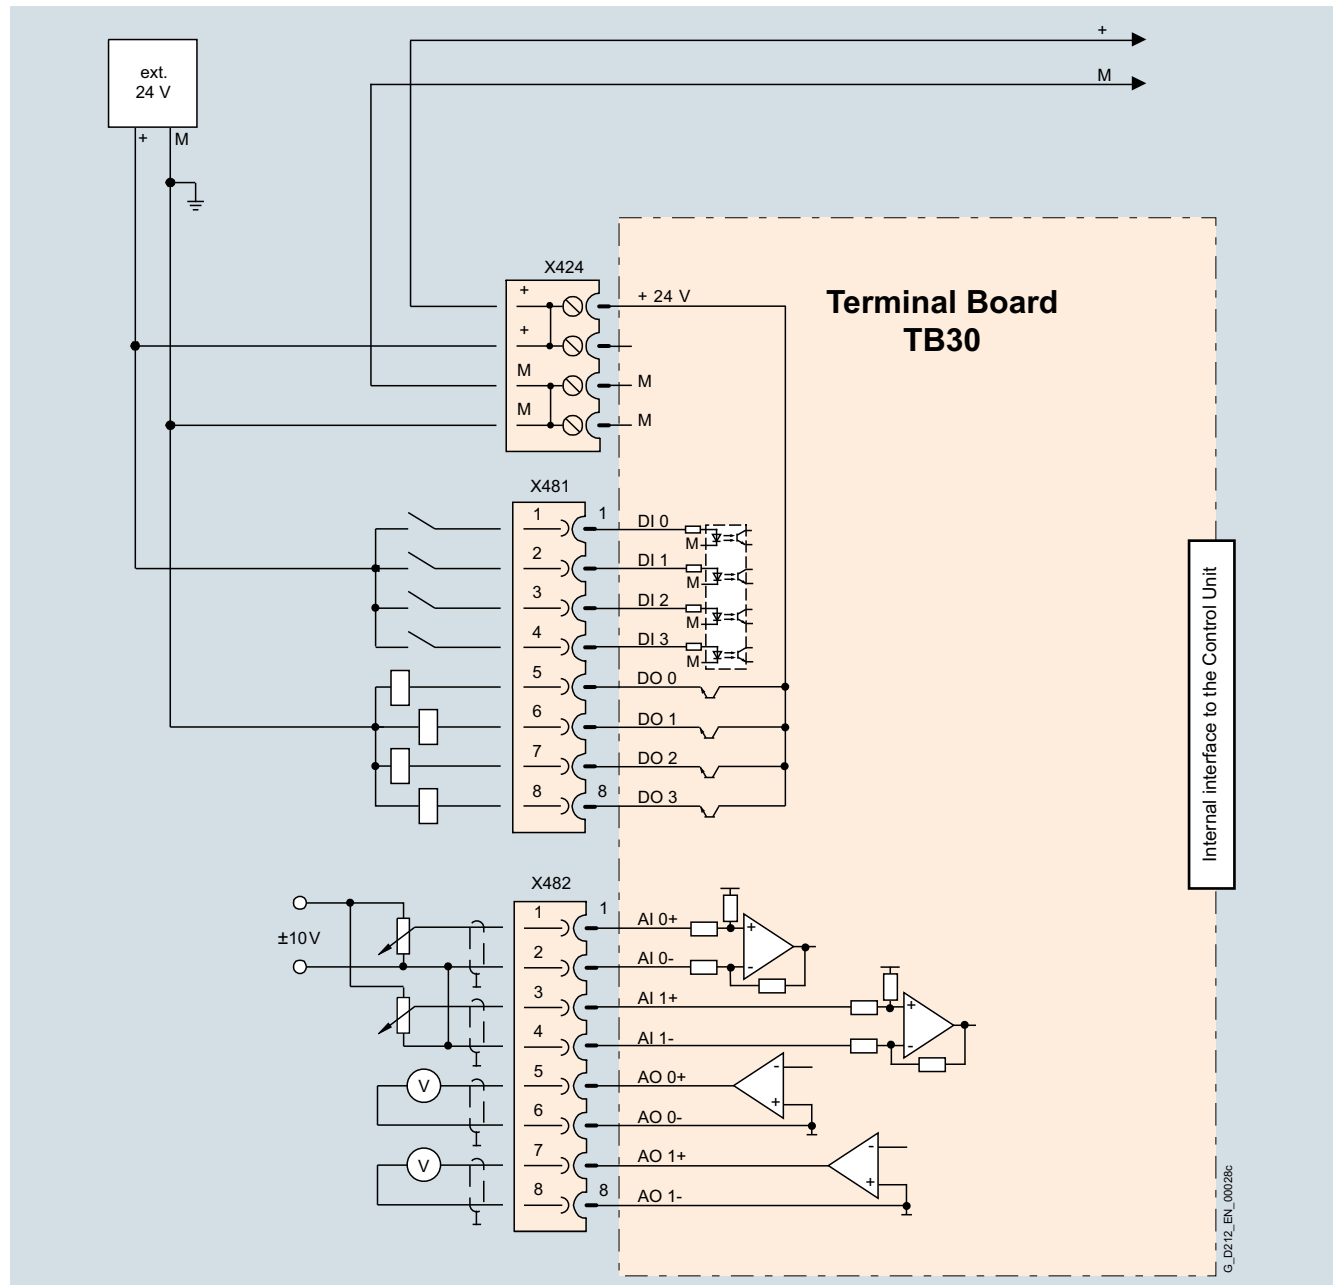 +
M
ext.
24 V
+ M
X424
+ + 24 V
+
M M
M M
Terminal Board
TB30
X481
1 1 DI 0
M
2 DI 1
M
3 DI 2
M
4 DI 3
M
5 DO 0
6 DO 1
7 DO 2
8 8 DO 3
Internal interface to the Control Unit
X482
±10 V
1 1 AI 0+
+
2 AI 0-
-
3 AI 1+
+
4 AI 1-
-
V 5 AO 0+
-
+
6 AO 0-
V 7 AO 1+
-
+
8 8 AO 1-
G_D212_EN_00028c